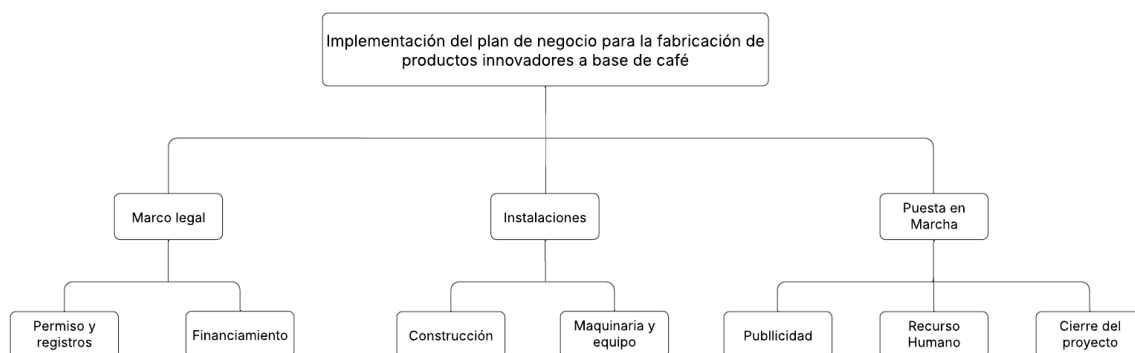 Implementación del plan de negocio para la fabricación de
productos innovadores a base de café
Marco legal
Instalaciones
Puesta en
Marcha
Permiso y
registros
Financiamiento
Construcción
Maquinaria y
equipo
Publlicidad
Recurso
Humano
Cierre del
proyecto